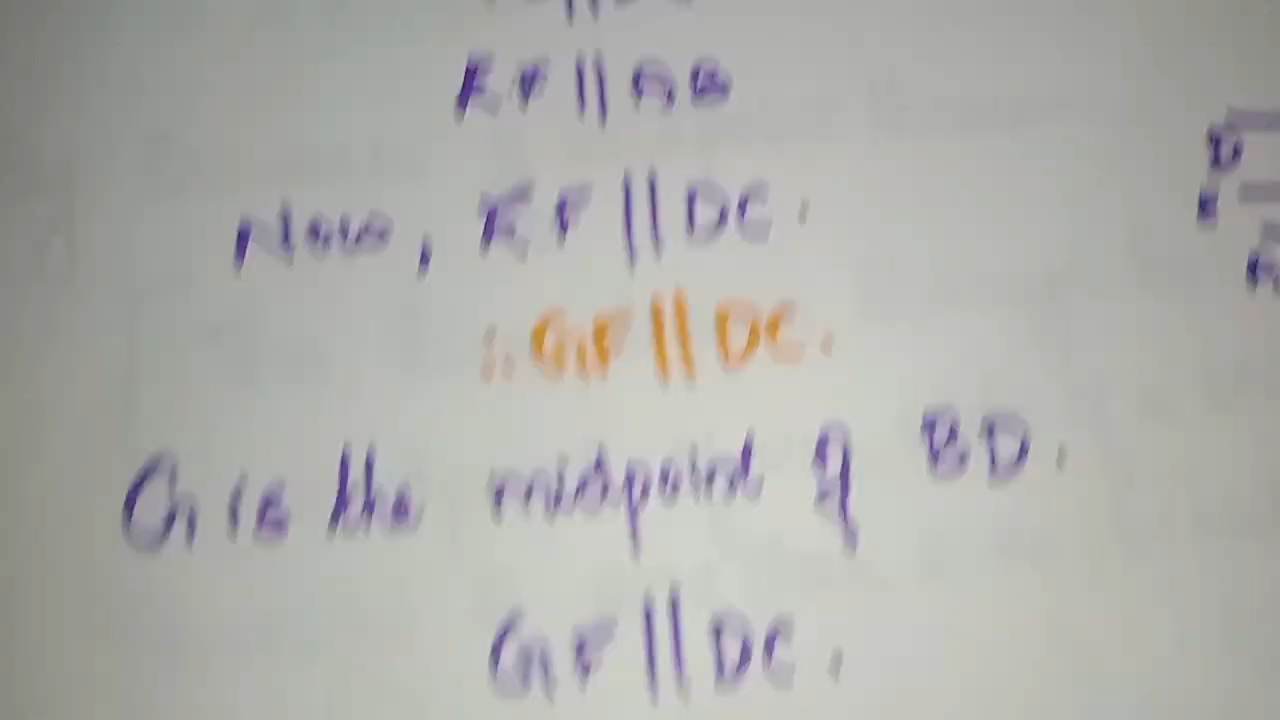 EF || AB
Now, EF || DC.
∴ GF || DC.
G is the midpoint of BD.
GF || DC.